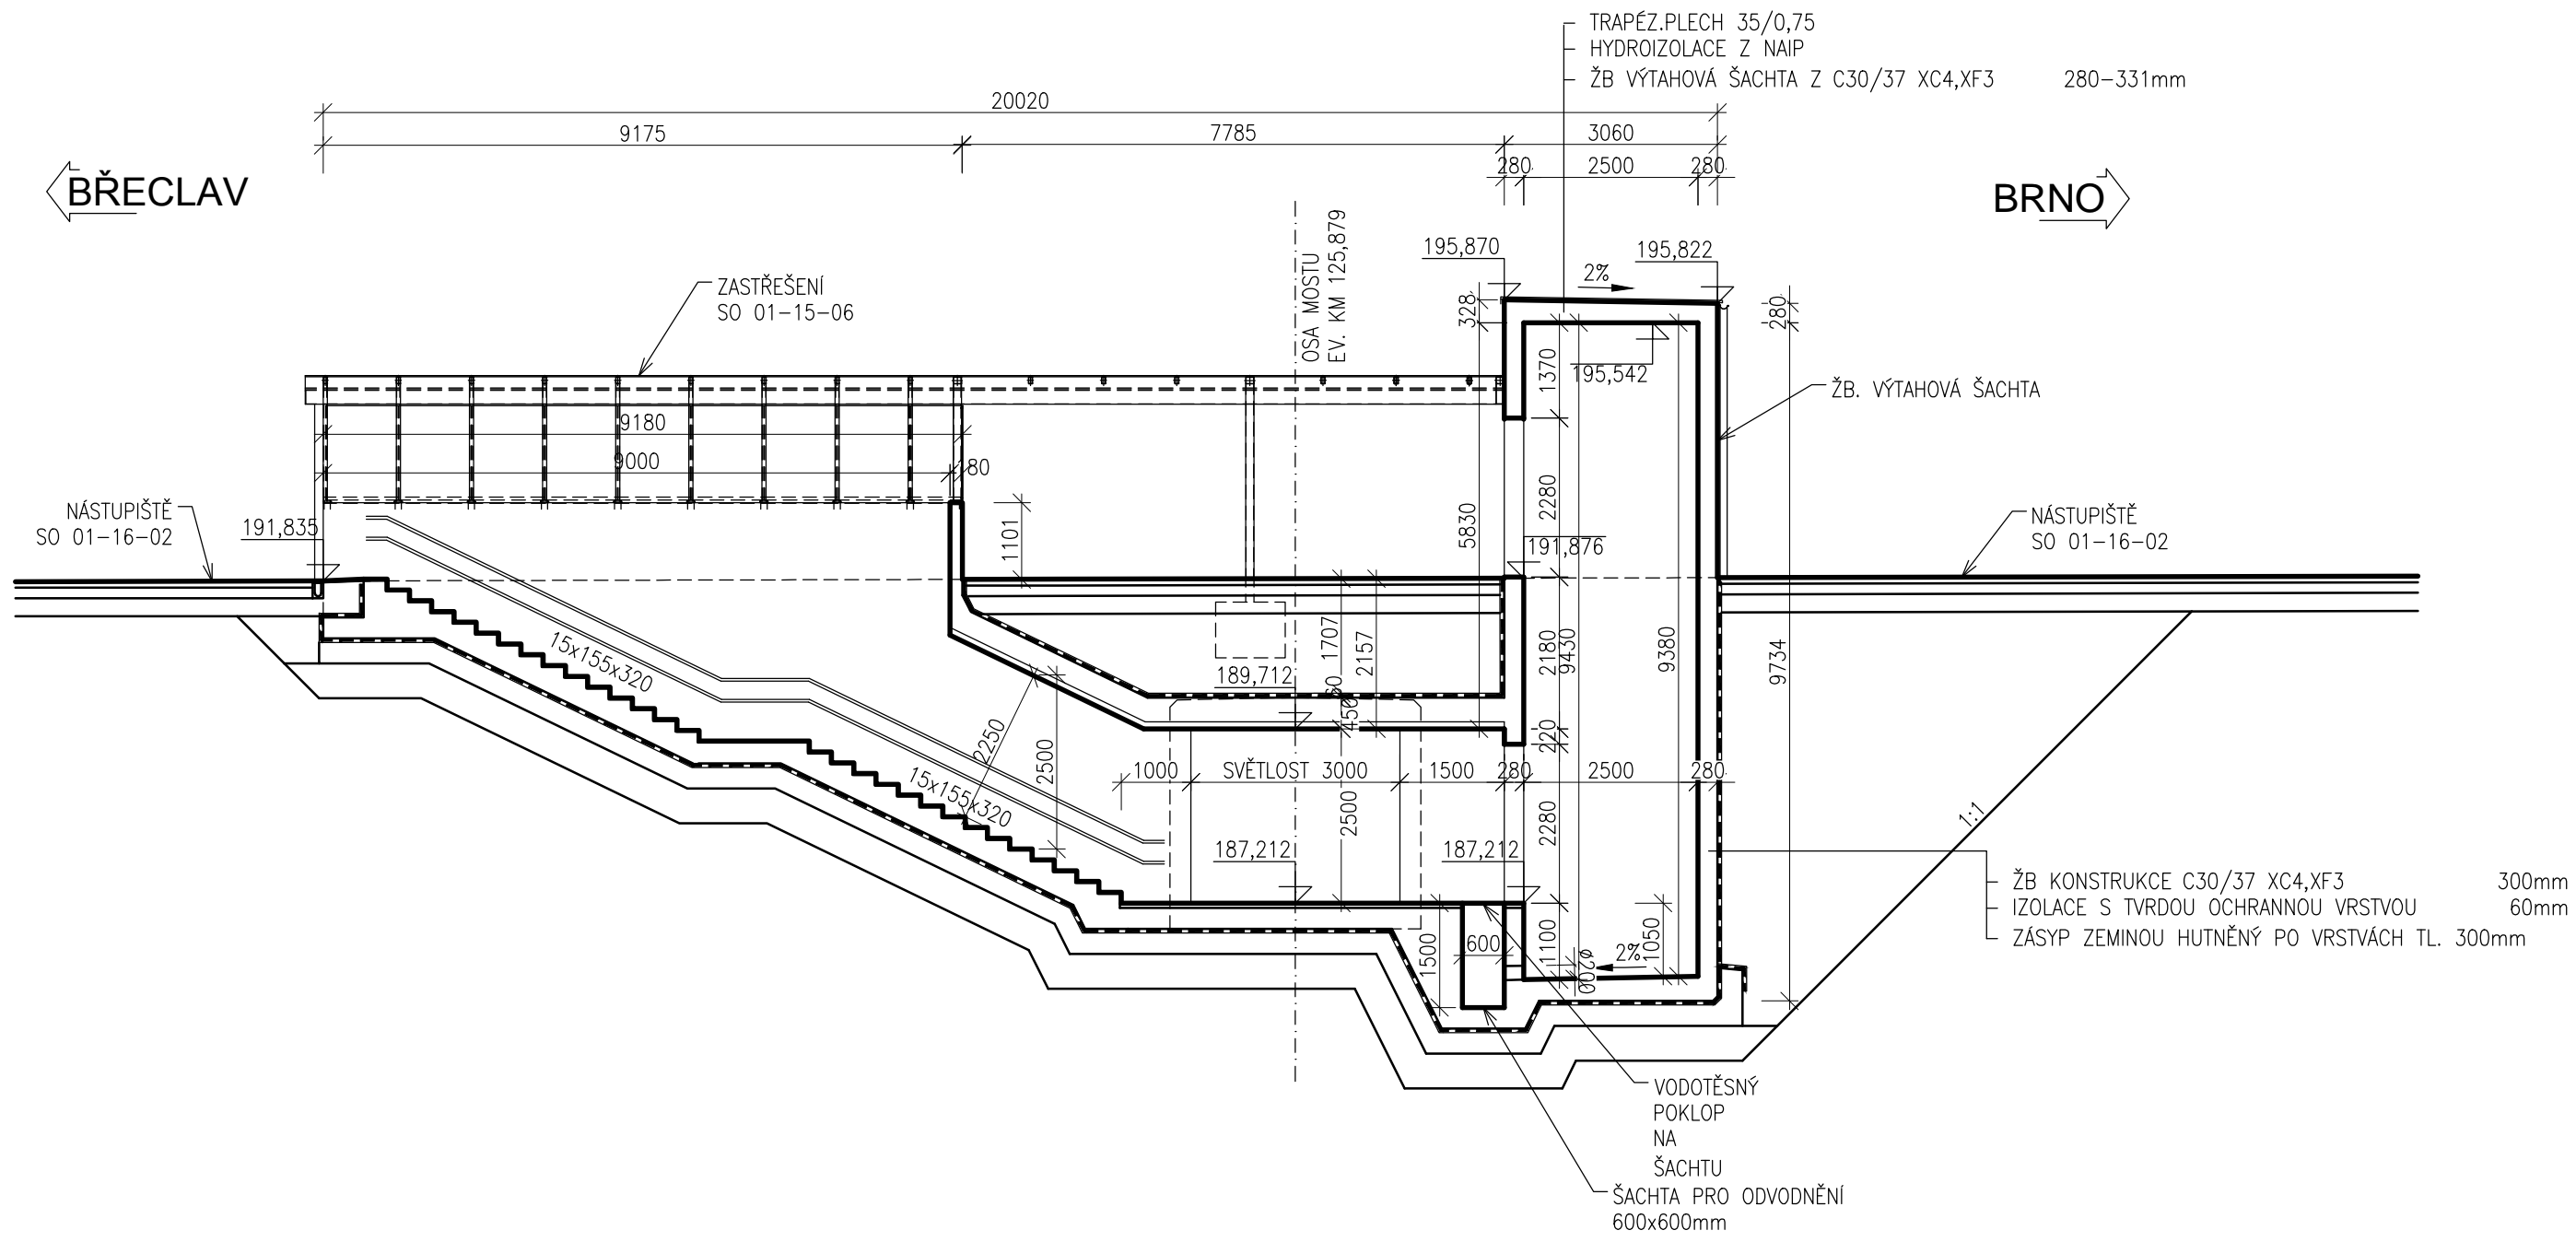 TRAPÉZ.PLECH 35/0,75
HYDROIZOLACE Z NAIP
ŽB VÝTAHOVÁ ŠACHTA Z C30/37 XC4,XF3 280-331mm
20020
9175
7785
3060
280
2500
280
BŘECLAV
BRNO
OSA MOSTU
EV. KM 125,879
195,870
195,822
2%
ZASTŘEŠENÍ
SO 01-15-06
328
280
1370
195,542
ŽB. VÝTAHOVÁ ŠACHTA
9180
9000
80
NÁSTUPIŠTĚ
SO 01-16-02
191,835
1101
5830
2280
191,876
NÁSTUPIŠTĚ
SO 01-16-02
15x155x320
1707
2157
2180
9430
9380
9734
189,712
60
450
220
2250
2500
15x155x320
1000
SVĚTLOST 3000
1500
280
2500
280
2500
2280
1:1
187,212
187,212
ŽB KONSTRUKCE C30/37 XC4,XF3 300mm
IZOLACE S TVRDOU OCHRANNOU VRSTVOU 60mm
ZÁSYP ZEMINOU HUTNĚNÝ PO VRSTVÁCH TL. 300mm
1500
600
1100
ø200
2%
1050
VODOTĚSNÝ
POKLOP
NA
ŠACHTU
ŠACHTA PRO ODVODNĚNÍ
600x600mm